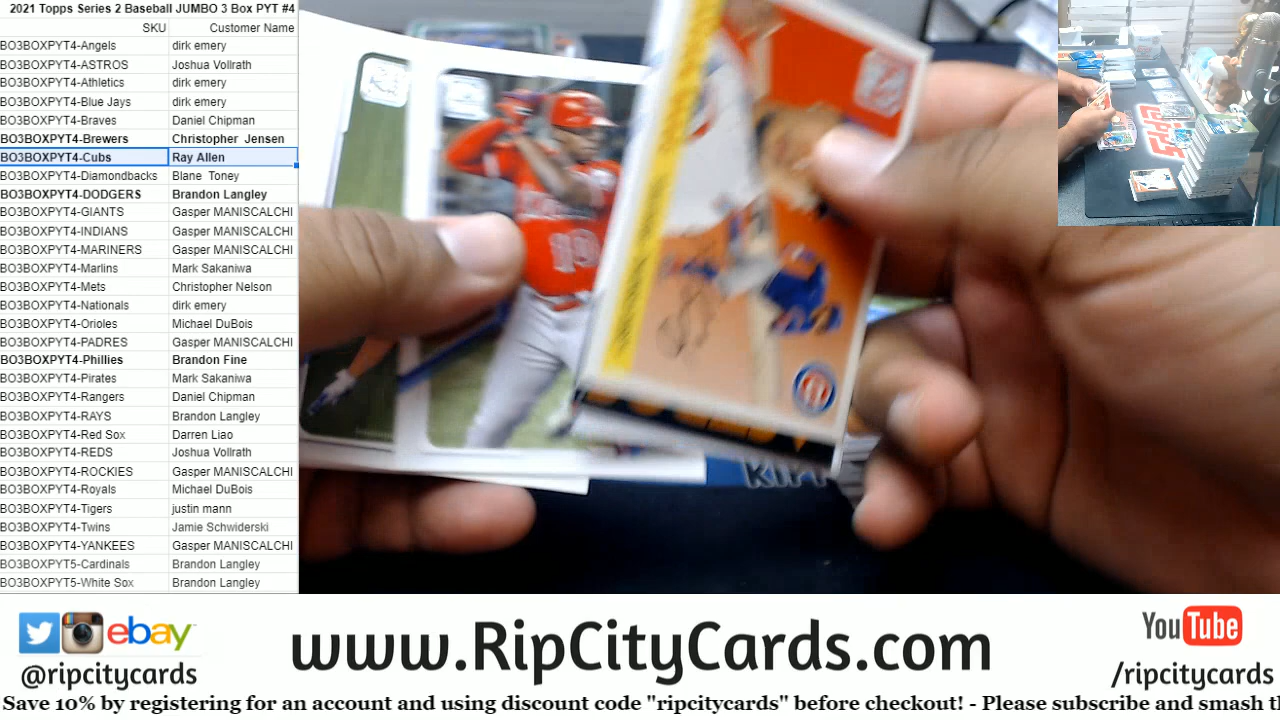 2021 Topps Series 2 Baseball JUMBO 3 Box PYT #4
SKU Customer Name
BO3BOXPYT4-Angels dirk emery
BO3BOXPYT4-ASTROS Joshua Vollrath
BO3BOXPYT4-Athletics dirk emery
BO3BOXPYT4-Blue Jays dirk emery
BO3BOXPYT4-Braves Daniel Chipman
BO3BOXPYT4-Brewers Christopher Jensen
BO3BOXPYT4-Cubs Ray Allen
BO3BOXPYT4-Diamondbacks Blane Toney
BO3BOXPYT4-DODGERS Brandon Langley
BO3BOXPYT4-GIANTS Gasper MANISCALCHI
BO3BOXPYT4-INDIANS Gasper MANISCALCHI
BO3BOXPYT4-MARINERS Gasper MANISCALCHI
BO3BOXPYT4-Marlins Mark Sakaniwa
BO3BOXPYT4-Mets Christopher Nelson
BO3BOXPYT4-Nationals dirk emery
BO3BOXPYT4-Orioles Michael DuBois
BO3BOXPYT4-PADRES Gasper MANISCALCHI
BO3BOXPYT4-Phillies Brandon Fine
BO3BOXPYT4-Pirates Mark Sakaniwa
BO3BOXPYT4-Rangers Daniel Chipman
BO3BOXPYT4-RAYS Brandon Langley
BO3BOXPYT4-Red Sox Darren Liao
BO3BOXPYT4-REDS Joshua Vollrath
BO3BOXPYT4-ROCKIES Gasper MANISCALCHI
BO3BOXPYT4-Royals Michael DuBois
BO3BOXPYT4-Tigers justin mann
BO3BOXPYT4-Twins Jamie Schwiderski
BO3BOXPYT4-YANKEES Gasper MANISCALCHI
BO3BOXPYT5-Cardinals Brandon Langley
BO3BOXPYT5-White Sox Brandon Langley
19
TOPPS
ebay
@ripcitycards
www.RipCityCards.com
YouTube
/ripcitycards
Save 10% by registering for an account and using discount code "ripcitycards" before checkout! - Please subscribe and smash t